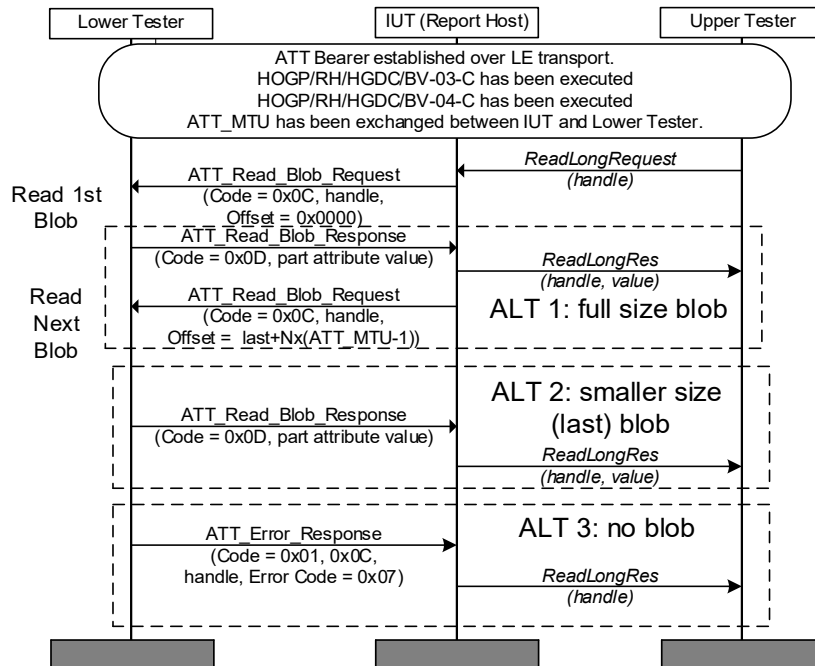 Lower Tester
IUT (Report Host)
Upper Tester
ATT Bearer established over LE transport.
HOGP/RH/HGDC/BV-03-C has been executed
HOGP/RH/HGDC/BV-04-C has been executed
ATT_MTU has been exchanged between IUT and Lower Tester.
ReadLongRequest
(handle)
ATT_Read_Blob_Request
(Code = 0x0C, handle,
Offset = 0x0000)
Read 1st
Blob
ATT_Read_Blob_Response
(Code = 0x0D, part attribute value)
ReadLongRes
(handle, value)
ATT_Read_Blob_Request
(Code = 0x0C, handle,
Offset = last+Nx(ATT_MTU-1))
Read
Next
Blob
ALT 1: full size blob
ALT 2: smaller size
(last) blob
ATT_Read_Blob_Response
(Code = 0x0D, part attribute value)
ReadLongRes
(handle, value)
ALT 3: no blob
ATT_Error_Response
(Code = 0x01, 0x0C,
handle, Error Code = 0x07)
ReadLongRes
(handle)